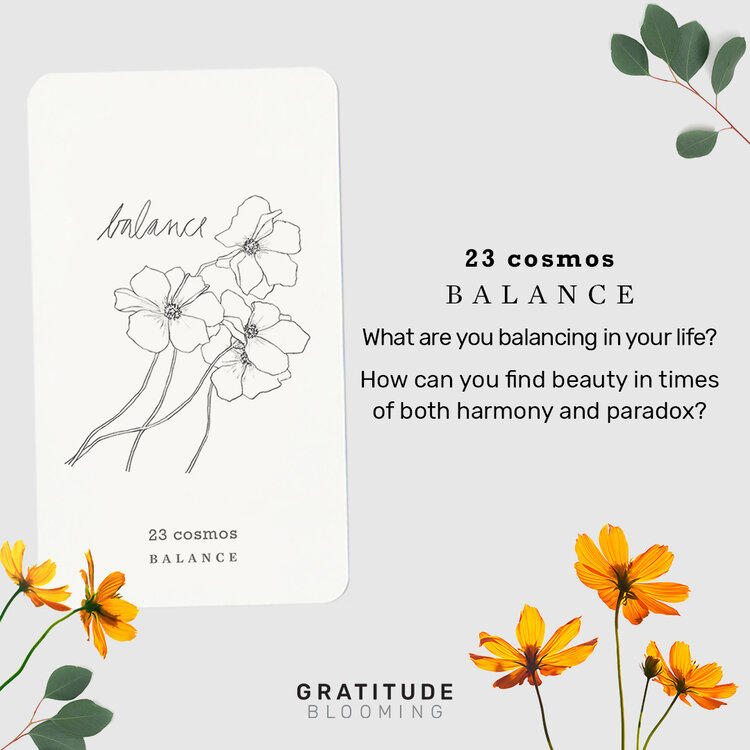 balance
23 cosmos
BALANCE
23 cosmos
BALANCE
What are you balancing in your life?
How can you find beauty in times
of both harmony and paradox?
GRATITUDE
BLOOMING